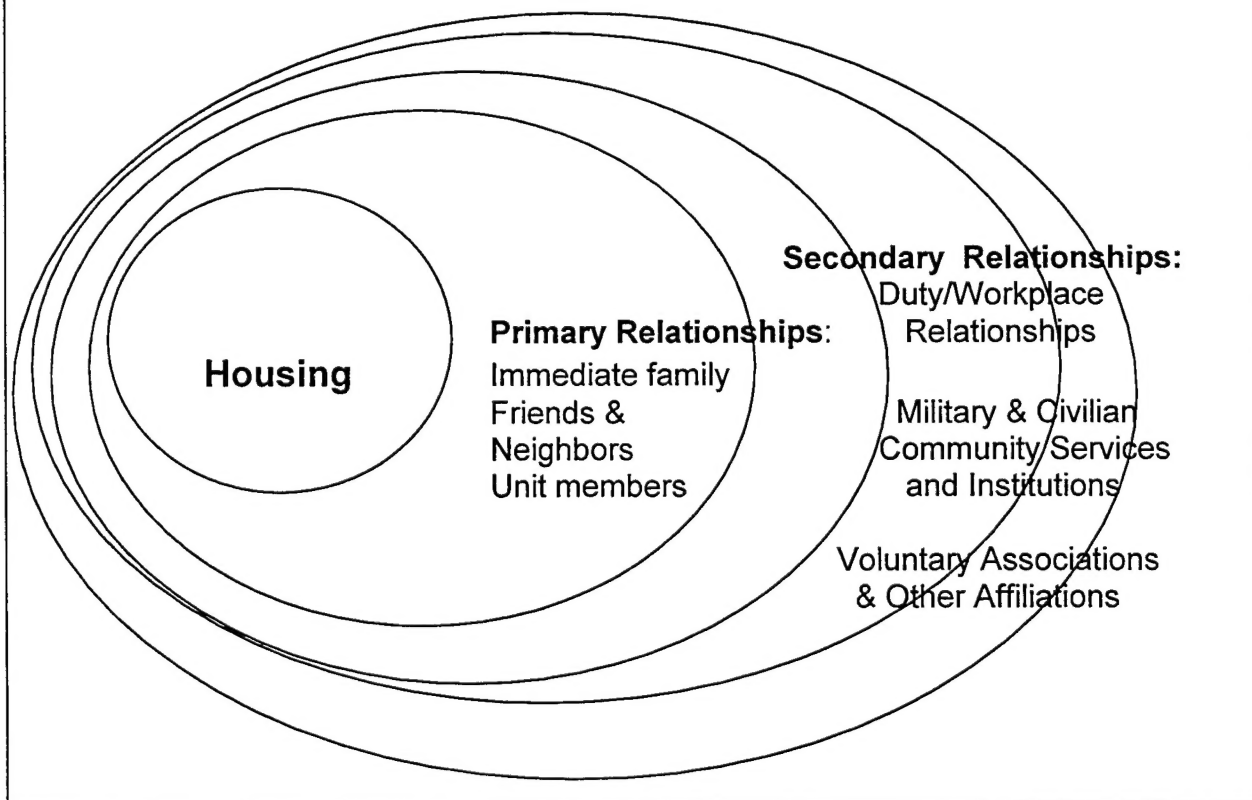 Housing
Primary Relationships:
Immediate family
Friends &
Neighbors
Unit members
Secondary Relationships:
Duty/Workplace
Relationships
Military & Civilian
Community Services
and Institutions
Voluntary Associations
& Other Affiliations